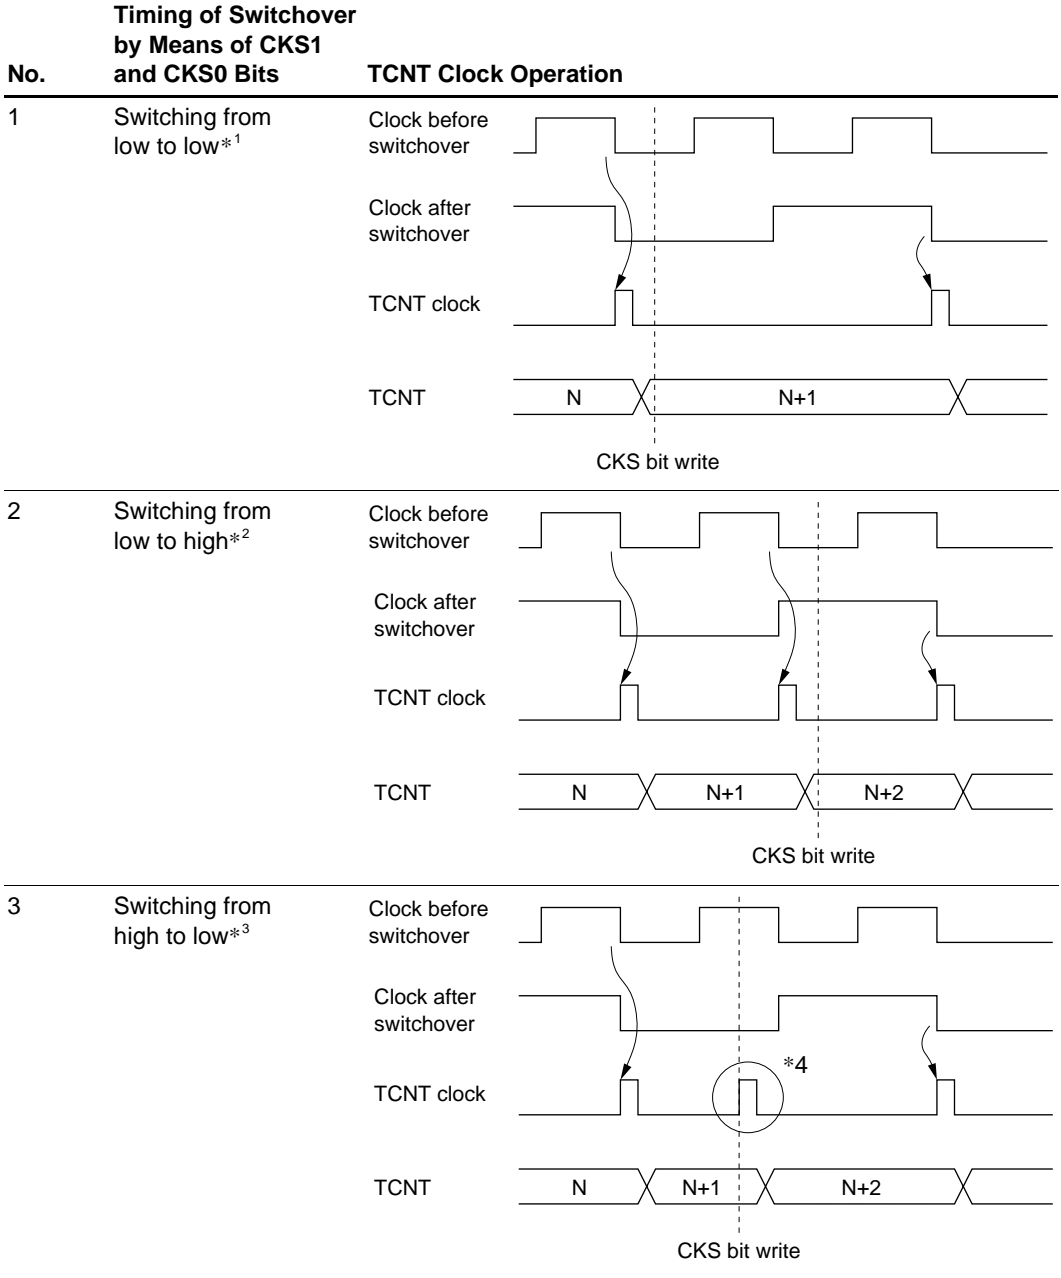 Timing of Switchover
by Means of CKS1
No. and CKS0 Bits TCNT Clock Operation
1 Switching from
low to low*1
Clock before
switchover
Clock after
switchover
TCNT clock
TCNT N N+1
CKS bit write
2 Switching from
low to high*2
Clock before
switchover
Clock after
switchover
TCNT clock
TCNT N N+1 N+2
CKS bit write
3 Switching from
high to low*3
Clock before
switchover
Clock after
switchover
*4
TCNT clock
TCNT N N+1 N+2
CKS bit write